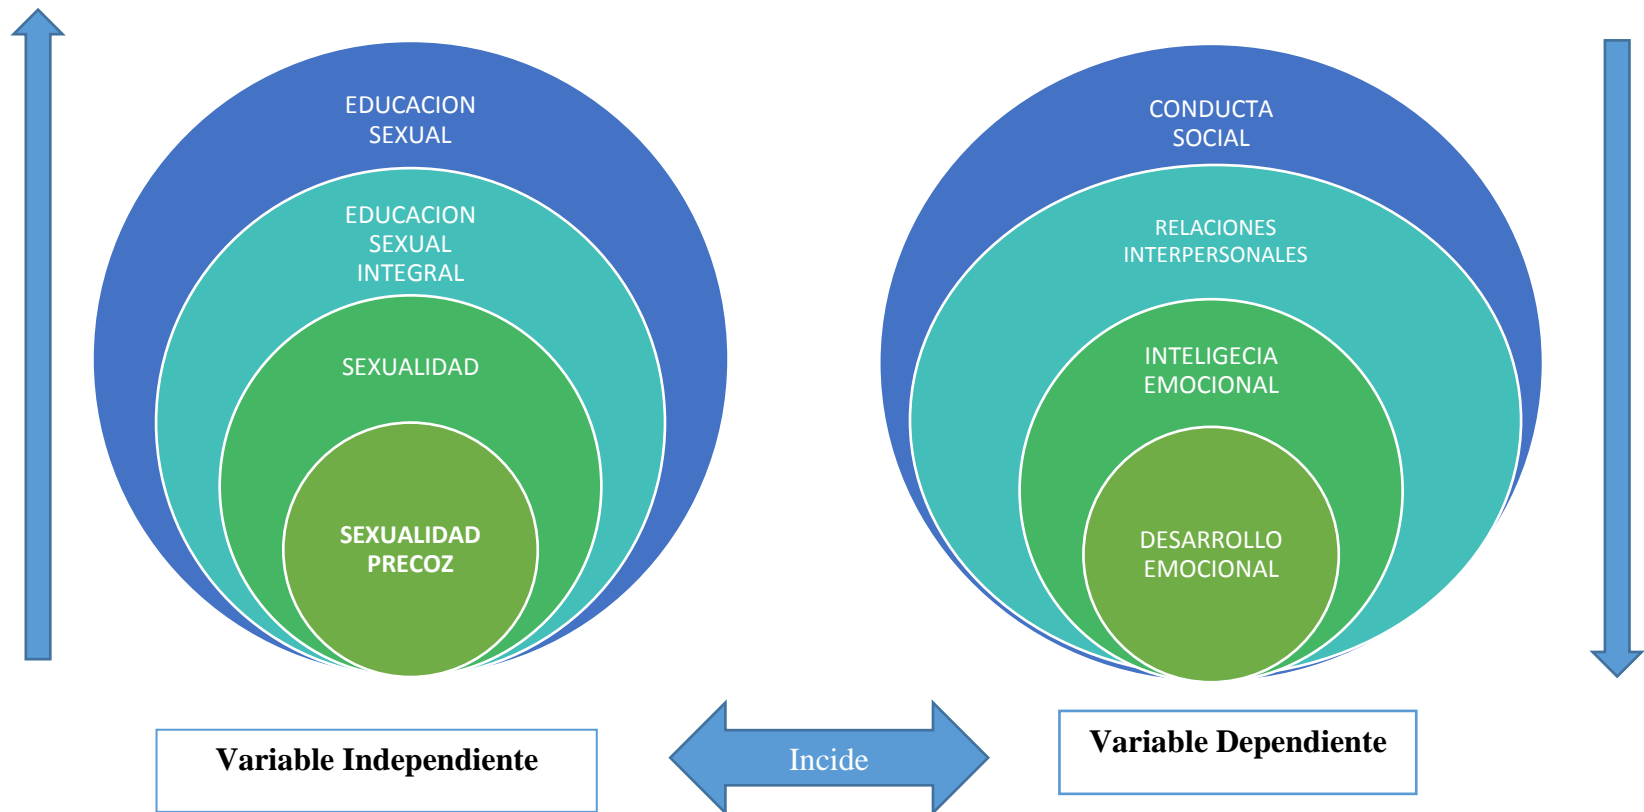 EDUCACION
SEXUAL
EDUCACION
SEXUAL
INTEGRAL
SEXUALIDAD
SEXUALIDAD
PRECOZ
CONDUCTA
SOCIAL
RELACIONES
INTERPERSONALES
INTELIGECIA
EMOCIONAL
DESARROLLO
EMOCIONAL
Variable Independiente
Incide
Variable Dependiente